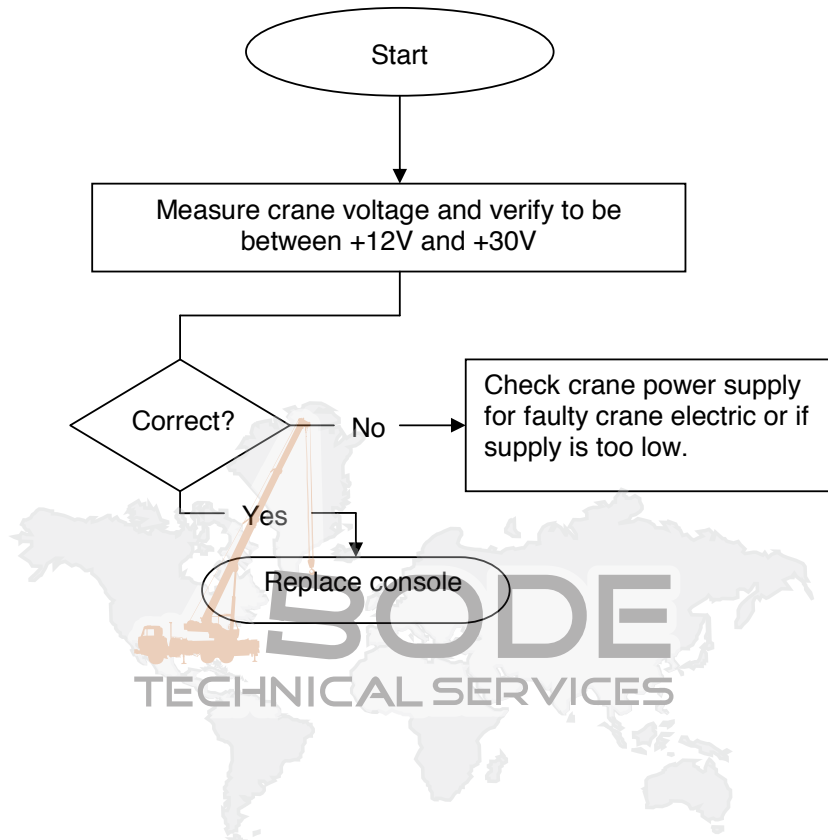 Start
Measure crane voltage and verify to be
between +12V and +30V
Correct?
No
Check crane power supply
for faulty crane electric or if
supply is too low.
Yes
Replace console
BODE
TECHNICAL SERVICES